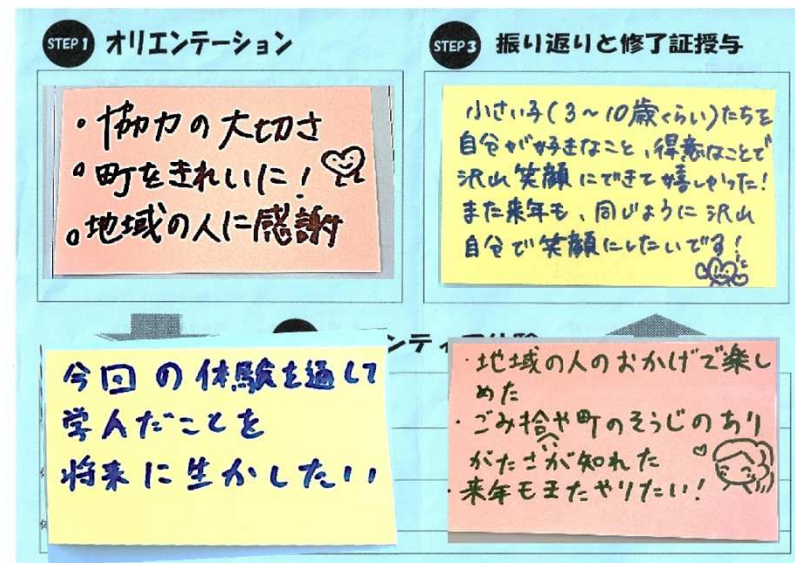 STEP1 オリエンテーション
・協力の大切さ
・町をきれいに！
・地域の人に感謝
STEP3 振り返りと修了証授与
小さい子(3～10歳くらい)たちを
自分が好きなこと、得意なことで
沢山笑顔にできて嬉しかった！
また来年も、同じように沢山
自分で笑顔にしたいです！
ンティア体験
今回の体験を通して
学んだことを
将来に生かしたい
・地域の人のおかげで楽し
めた
・ごみ拾いや町のそうじのあり
がたさが知れた
・来年もまたやりたい！